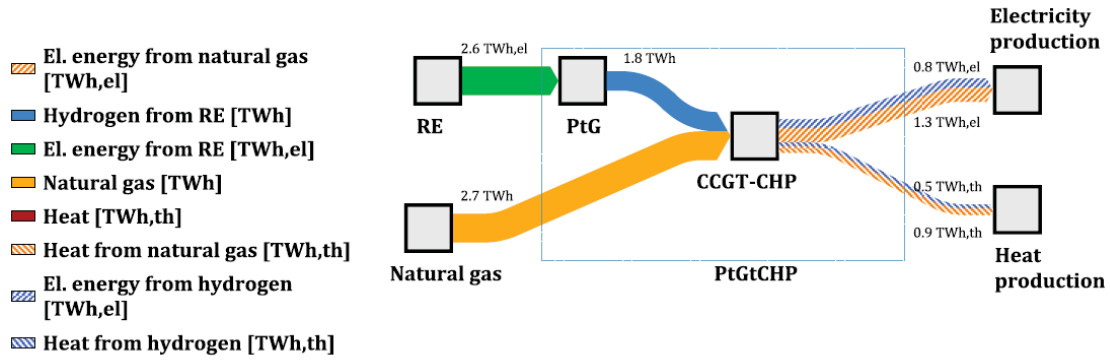 El. energy from natural gas
[TWh,el]
Hydrogen from RE [TWh]
El. energy from RE [TWh,el]
Natural gas [TWh]
Heat [TWh,th]
Heat from natural gas [TWh,th]
El. energy from hydrogen
[TWh,el]
Heat from hydrogen [TWh,th]
2.6 TWh,el
RE
PtG
1.8 TWh
2.7 TWh
Natural gas
CCGT-CHP
PtGtCHP
Electricity
production
0.8 TWh,el
1.3 TWh,el
0.5 TWh,th
0.9 TWh,th
Heat
production